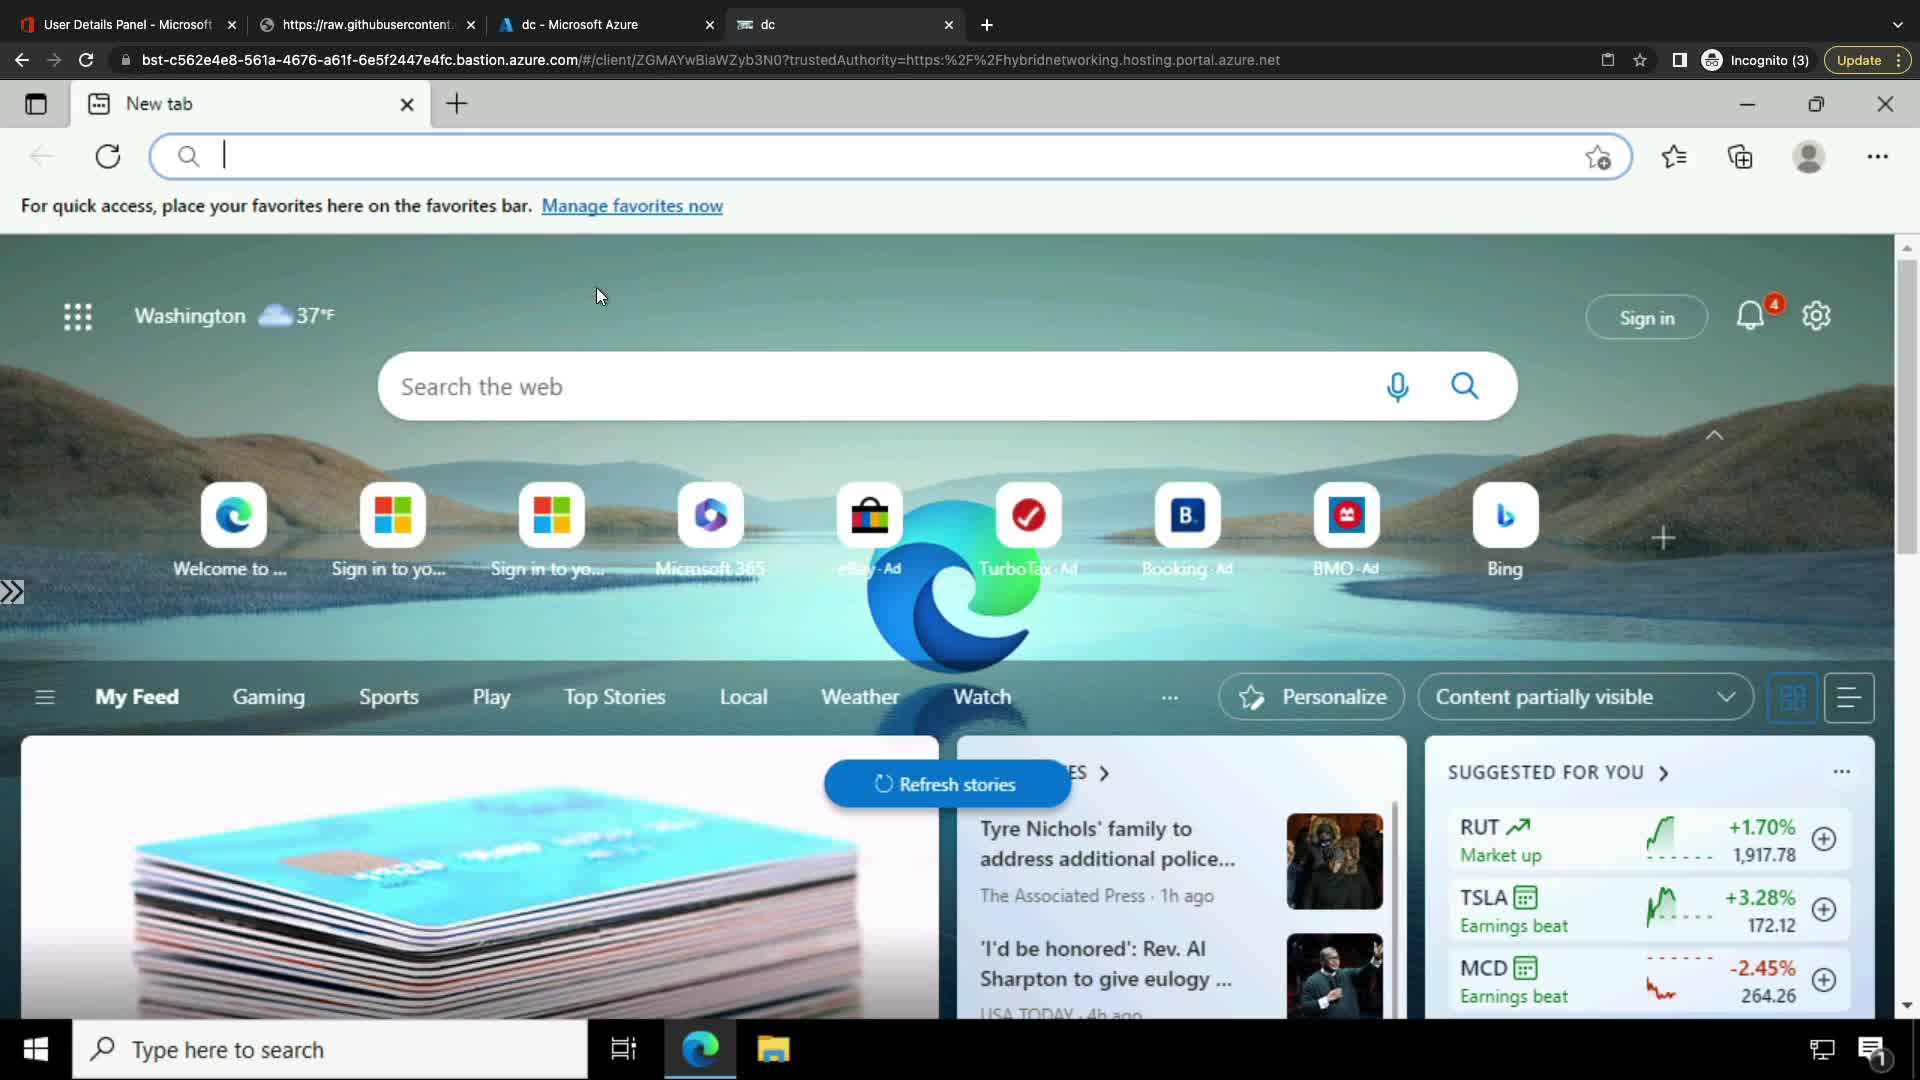 User Details Panel - Microsoft
https://raw.githubusercontent
dc - Microsoft Azure
dc
bst-c562e4e8-561a-4676-a61f-6e5f2447e4fc.bastion.azure.com/#/client/ZGMAYwBiaWZyb3N0?trustedAuthority=https:%2F%2Fhybridnetworking.hosting.portal.azure.net
Incognito (3)
Update
New tab
For quick access, place your favorites here on the favorites bar. Manage favorites now
Washington 37°F
Sign in
4
Search the web
Welcome to ...
Sign in to yo...
Sign in to yo...
Microsoft 365
eBay · Ad
TurboTax · Ad
Booking · Ad
BMO · Ad
Bing
B.
My Feed
Gaming
Sports
Play
Top Stories
Local
Weather
Watch
...
Personalize
Content partially visible
Refresh stories
ES
Tyre Nichols' family to
address additional police...
The Associated Press · 1h ago
'I'd be honored': Rev. Al
Sharpton to give eulogy ...
USA TODAY · 4h ago
SUGGESTED FOR YOU
...
RUT
Market up
+1.70%
1,917.78
TSLA
Earnings beat
+3.28%
172.12
MCD
Earnings beat
-2.45%
264.26
Type here to search
1